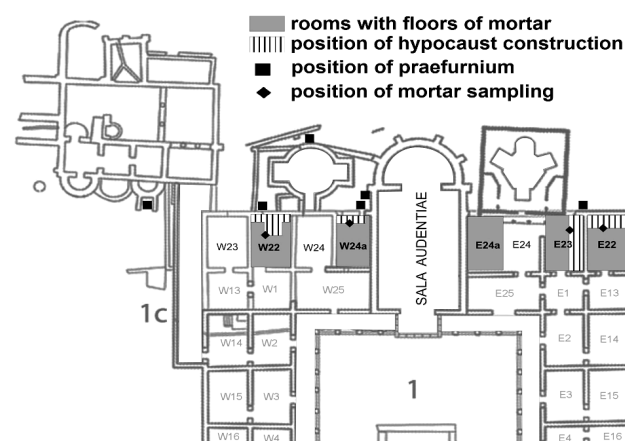 rooms with floors of mortar
position of hypocaust construction
position of praefurnium
position of mortar sampling
SALA AUDENTIAE
W23
W22
W24
W24a
E24a
E24
E23
E22
W13
W1
W25
E25
E1
E13
1c
W14
W2
E2
E14
1
W15
W3
E3
E15
W16
W4
E4
E16